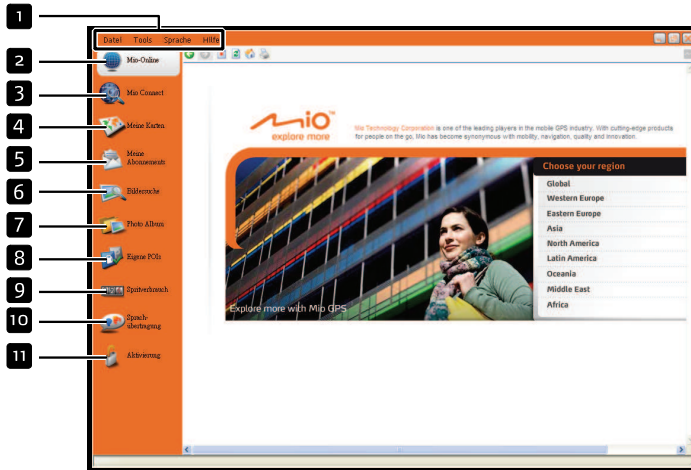 1
Datei Tools Sprache Hilfe
2
Mio-Online
3
Mio Connect
4
Meine Karten
5
Meine
Abonnements
6
Bildersuche
7
Photo Album
8
Eigene POIs
9
Spritverbrauch
10
Sprach-
übertragung
11
Aktivierung
mio™
explore more
Mio Technology Corporation is one of the leading players in the mobile GPS industry. With cutting-edge products
for people on the go, Mio has become synonymous with mobility, navigation, quality and innovation.
Explore more with Mio GPS
Choose your region
Global
Western Europe
Eastern Europe
Asia
North America
Latin America
Oceania
Middle East
Africa